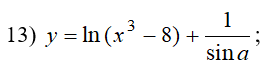 13) y = ln (x³ − 8) + 1/sin a ;